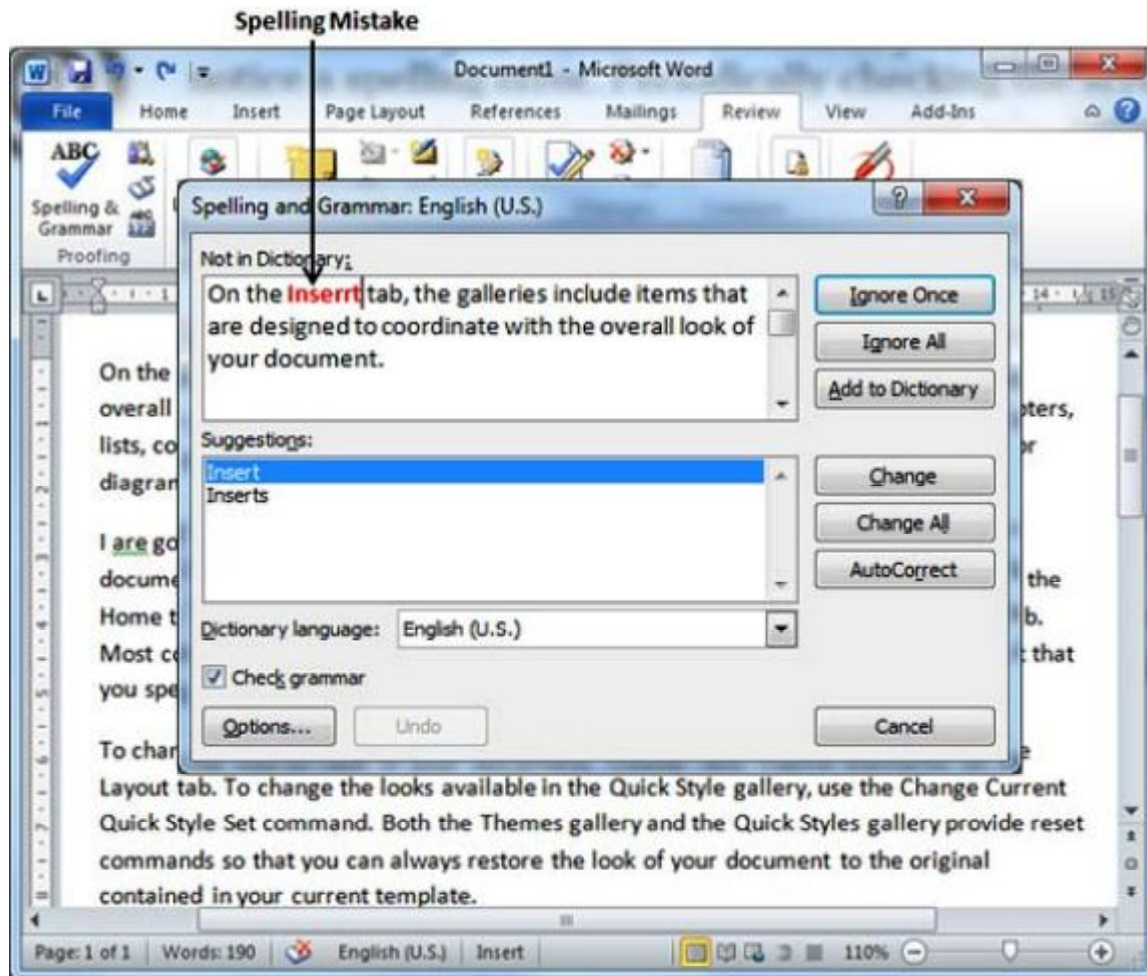 Spelling Mistake
Document1 - Microsoft Word
File Home Insert Page Layout References Mailings Review View Add-Ins
ABC
Spelling & Grammar
Proofing
Spelling and Grammar: English (U.S.)
Not in Dictionary:
On the Inserrt tab, the galleries include items that
are designed to coordinate with the overall look of
your document.
Ignore Once
Ignore All
Add to Dictionary
Suggestions:
Insert
Inserts
Change
Change All
AutoCorrect
Dictionary language: English (U.S.)
Check grammar
Options... Undo Cancel
On the
overall
lists, co
diagran
I are go
docume the
Home t b.
Most co that
you spe
To char
Layout tab. To change the looks available in the Quick Style gallery, use the Change Current
Quick Style Set command. Both the Themes gallery and the Quick Styles gallery provide reset
commands so that you can always restore the look of your document to the original
contained in your current template.
Page: 1 of 1 Words: 190 English (U.S.) Insert 110%